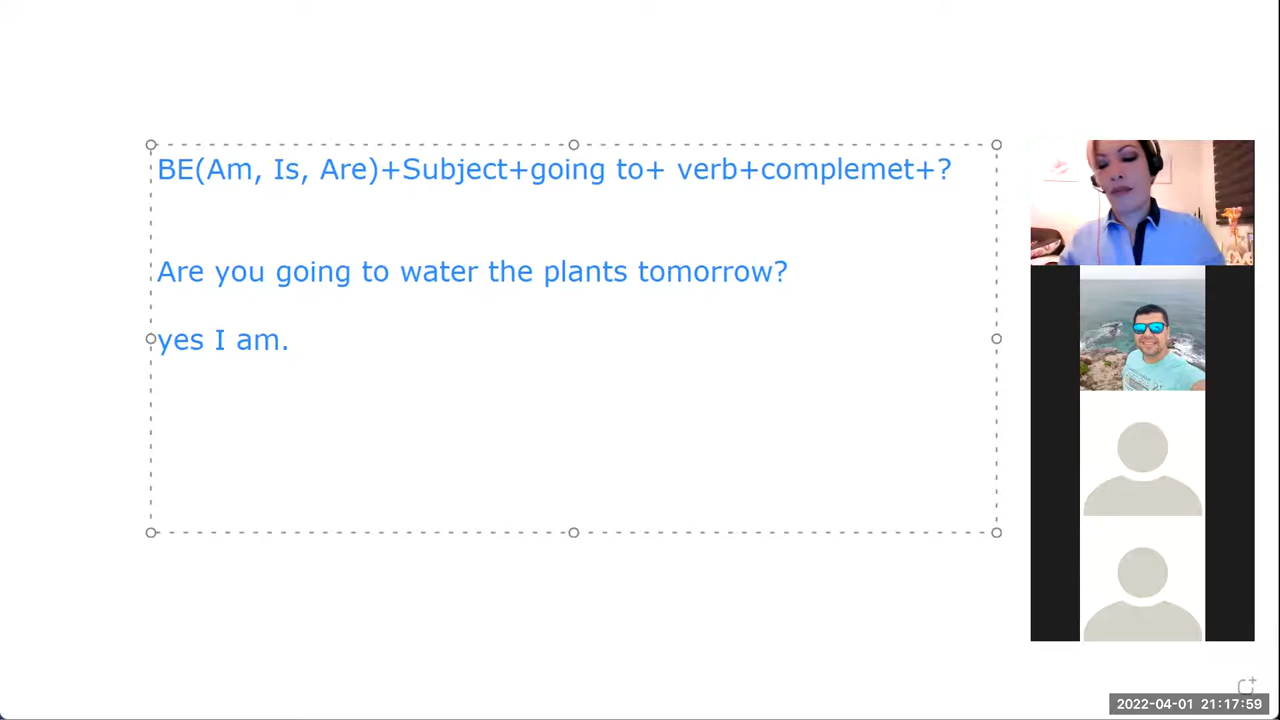 BE(Am, Is, Are)+Subject+going to+ verb+complemet+?
Are you going to water the plants tomorrow?
yes I am.
2022-04-01 21:17:59